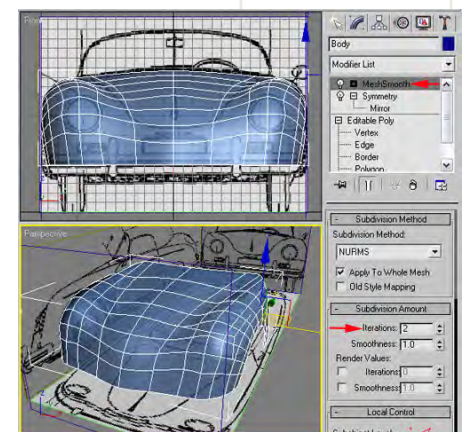 Front
Body
Modifier List
MeshSmooth
Symmetry
Mirror
Editable Poly
Vertex
Edge
Border
Polygon
Perspective
- Subdivision Method
Subdivision Method:
NURMS
Apply To Whole Mesh
Old Style Mapping
- Subdivision Amount
Iterations: 2
Smoothness: 1.0
Render Values:
Iterations: 0
Smoothness: 1.0
- Local Control